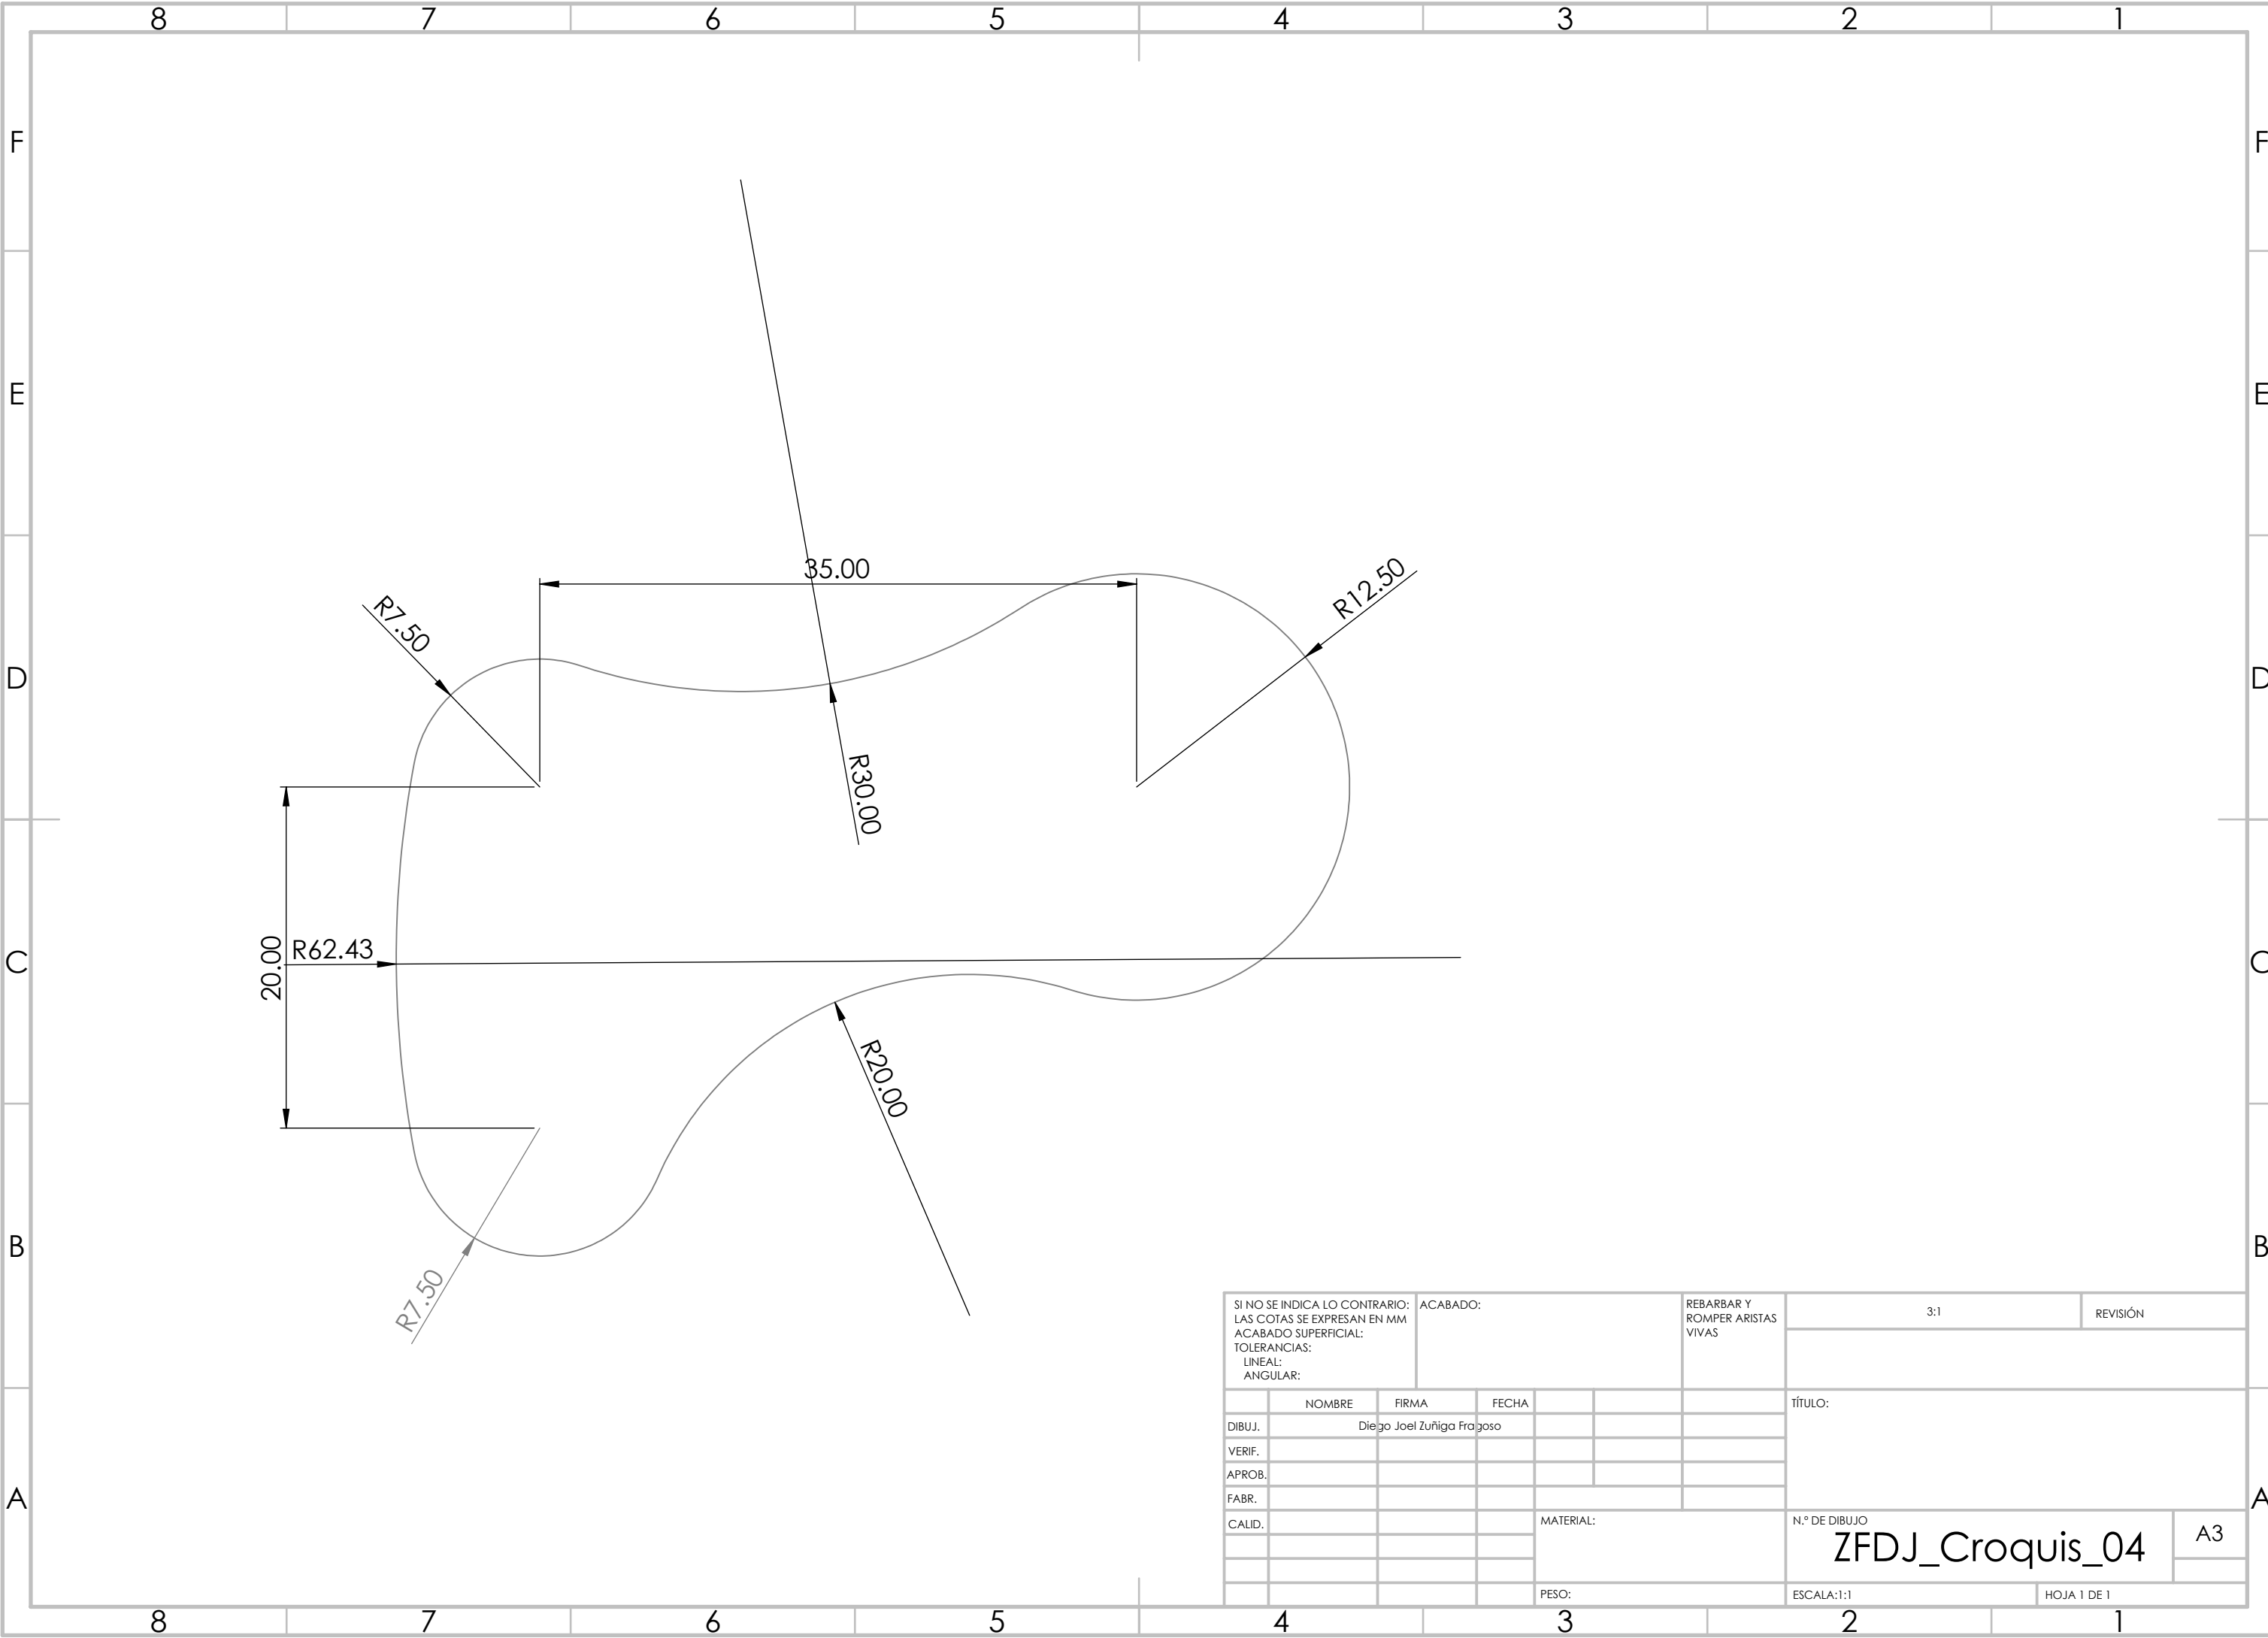 8 7 6 5 4 3 2 1
F F
E E
D D
C C
B B
A A
35.00
R7.50
R12.50
R30.00
20.00
R62.43
R20.00
R7.50
SI NO SE INDICA LO CONTRARIO:
LAS COTAS SE EXPRESAN EN MM
ACABADO SUPERFICIAL:
TOLERANCIAS:
LINEAL:
ANGULAR:
ACABADO:
REBARBAR Y
ROMPER ARISTAS
VIVAS
3:1
REVISIÓN
NOMBRE FIRMA FECHA
TÍTULO:
DIBUJ. Diego Joel Zuñiga Fragoso
VERIF.
APROB.
FABR.
CALID.
MATERIAL:
N.º DE DIBUJO
ZFDJ_Croquis_04
A3
PESO:
ESCALA:1:1
HOJA 1 DE 1
8 7 6 5 4 3 2 1